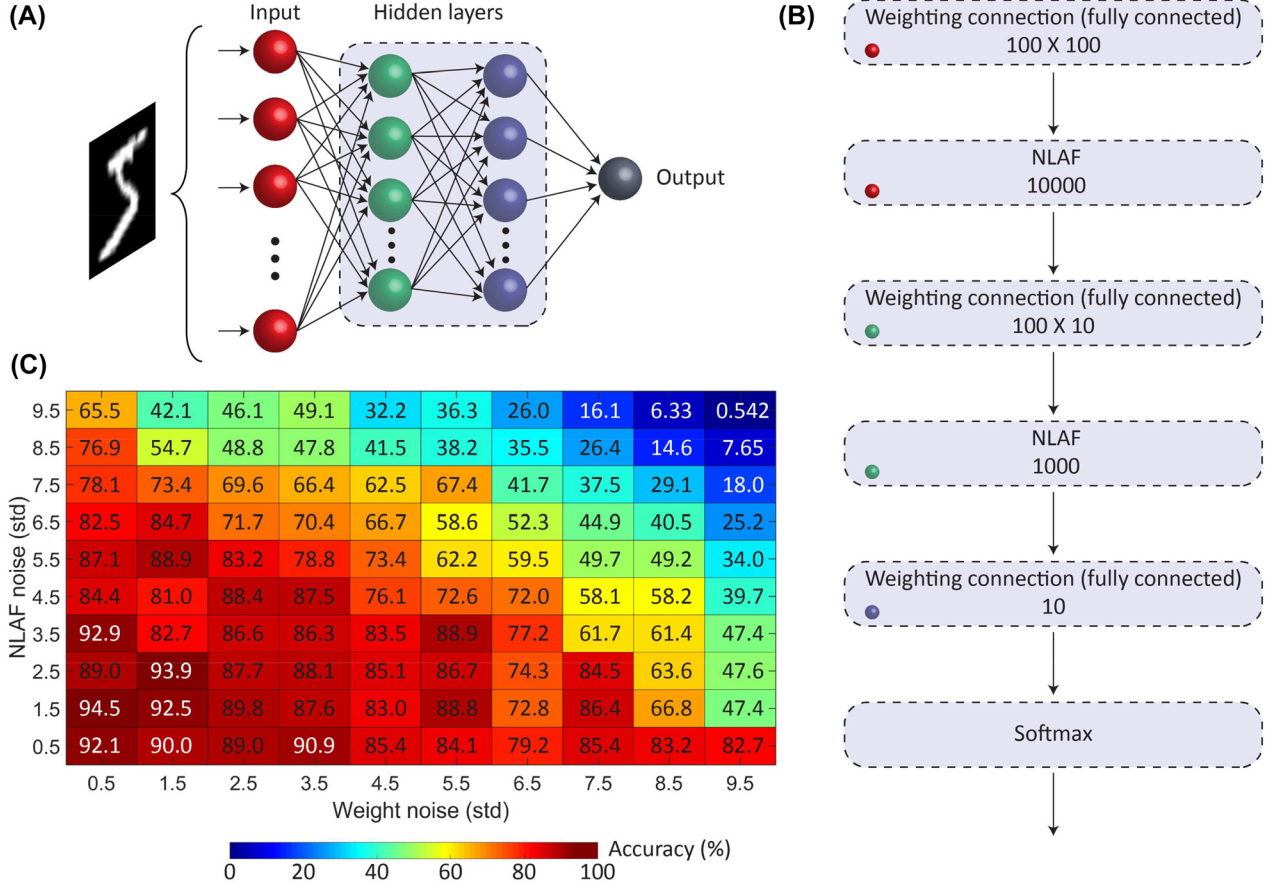 (A)
Input
Hidden layers
Output
(B)
Weighting connection (fully connected)
100 X 100
NLAF
10000
Weighting connection (fully connected)
100 X 10
NLAF
1000
Weighting connection (fully connected)
10
Softmax
(C)
NLAF noise (std)
9.5 65.5 42.1 46.1 49.1 32.2 36.3 26.0 16.1 6.33 0.542
8.5 76.9 54.7 48.8 47.8 41.5 38.2 35.5 26.4 14.6 7.65
7.5 78.1 73.4 69.6 66.4 62.5 67.4 41.7 37.5 29.1 18.0
6.5 82.5 84.7 71.7 70.4 66.7 58.6 52.3 44.9 40.5 25.2
5.5 87.1 88.9 83.2 78.8 73.4 62.2 59.5 49.7 49.2 34.0
4.5 84.4 81.0 88.4 87.5 76.1 72.6 72.0 58.1 58.2 39.7
3.5 92.9 82.7 86.6 86.3 83.5 88.9 77.2 61.7 61.4 47.4
2.5 89.0 93.9 87.7 88.1 85.1 86.7 74.3 84.5 63.6 47.6
1.5 94.5 92.5 89.8 87.6 83.0 88.8 72.8 86.4 66.8 47.4
0.5 92.1 90.0 89.0 90.9 85.4 84.1 79.2 85.4 83.2 82.7
0.5 1.5 2.5 3.5 4.5 5.5 6.5 7.5 8.5 9.5
Weight noise (std)
Accuracy (%)
0 20 40 60 80 100